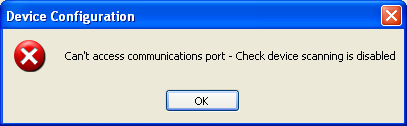 Device Configuration
Can't access communications port - Check device scanning is disabled
OK